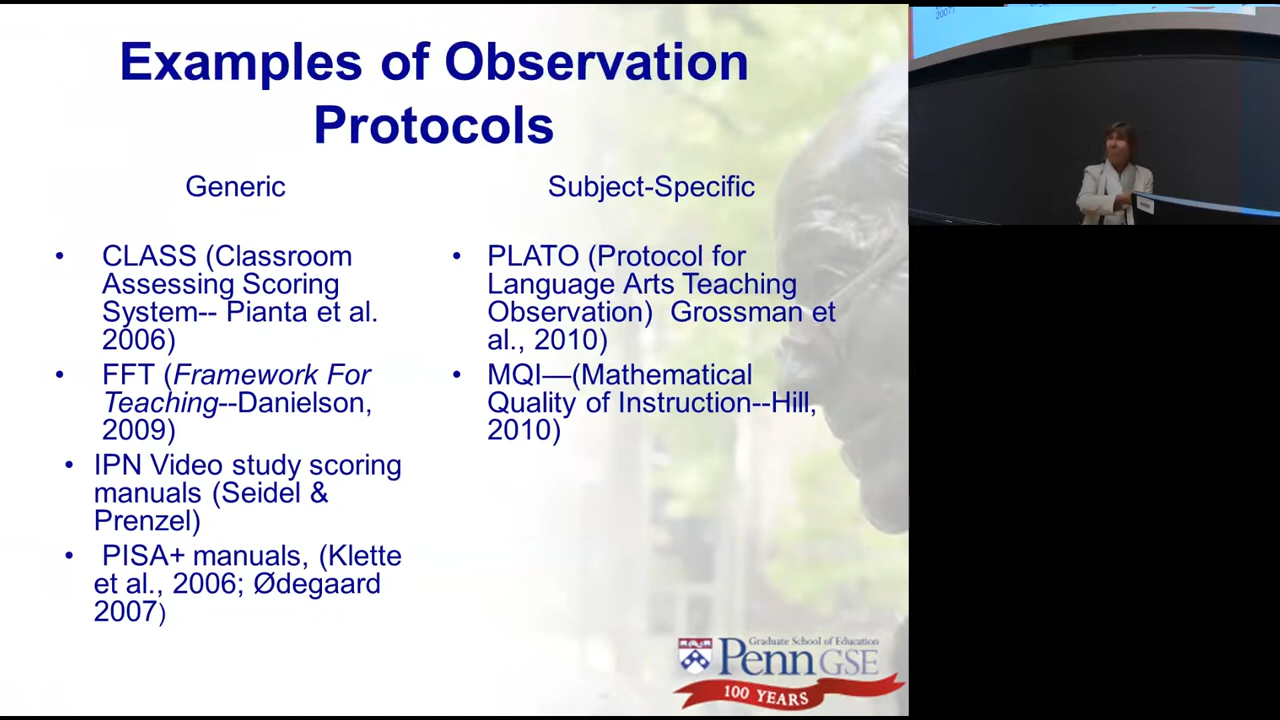 Examples of Observation
Protocols
Generic
CLASS (Classroom
Assessing Scoring
System-- Pianta et al.
2006)
FFT (Framework For
Teaching--Danielson,
2009)
IPN Video study scoring
manuals (Seidel &
Prenzel)
PISA+ manuals, (Klette
et al., 2006; Ødegaard
2007)
Subject-Specific
PLATO (Protocol for
Language Arts Teaching
Observation) Grossman et
al., 2010)
MQI—(Mathematical
Quality of Instruction--Hill,
2010)
Graduate School of Education
Penn GSE
100 YEARS
2007)